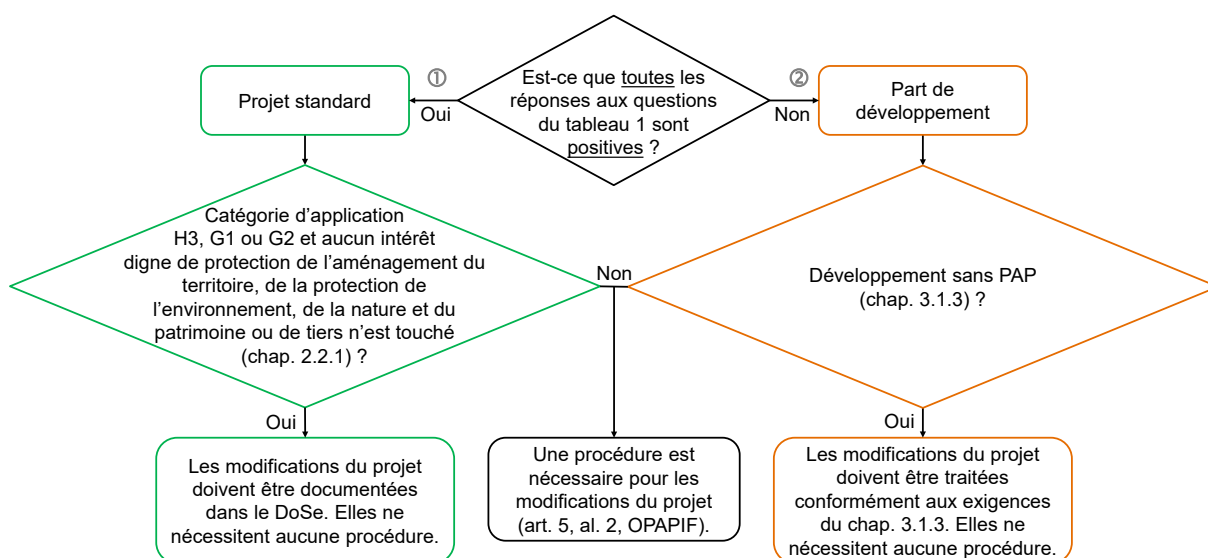 ①
②
Est-ce que toutes les
réponses aux questions
du tableau 1 sont
positives ?
Oui
Non
Projet standard
Part de
développement
Catégorie d’application
H3, G1 ou G2 et aucun intérêt
digne de protection de l’aménagement du
territoire, de la protection de
l’environnement, de la nature et du
patrimoine ou de tiers n’est touché
(chap. 2.2.1) ?
Non
Développement sans PAP
(chap. 3.1.3) ?
Oui
Oui
Les modifications du projet
doivent être documentées
dans le DoSe. Elles ne
nécessitent aucune procédure.
Une procédure est
nécessaire pour les
modifications du projet
(art. 5, al. 2, OPAPIF).
Les modifications du projet
doivent être traitées
conformément aux exigences
du chap. 3.1.3. Elles ne
nécessitent aucune procédure.